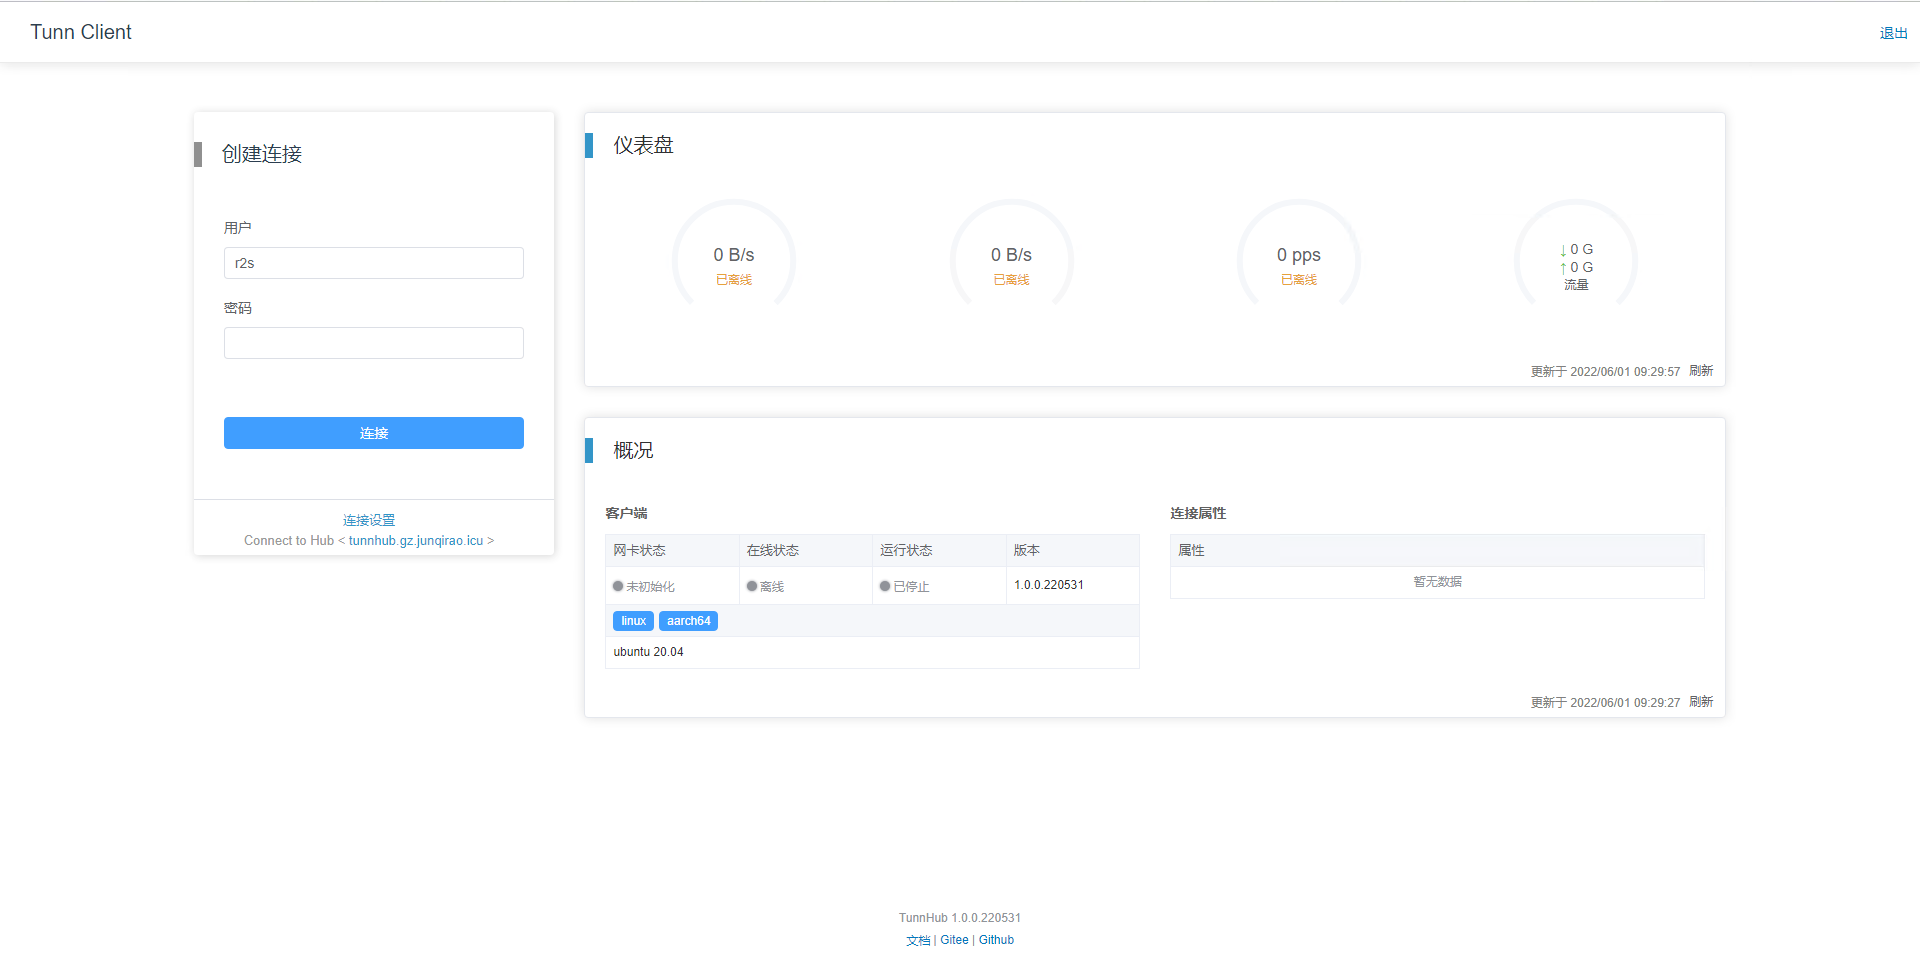 Tunn Client
退出
创建连接
用户
r2s
密码
连接
连接设置
Connect to Hub < tunnhub.gz.junqirao.icu >
仪表盘
0 B/s
已离线
0 B/s
已离线
0 pps
已离线
↓0 G
↑0 G
流量
更新于 2022/06/01 09:29:57 刷新
概况
客户端
网卡状态 在线状态 运行状态 版本
未初始化 离线 已停止 1.0.0.220531
linux aarch64
ubuntu 20.04
连接属性
属性
暂无数据
更新于 2022/06/01 09:29:27 刷新
TunnHub 1.0.0.220531
文档 | Gitee | Github